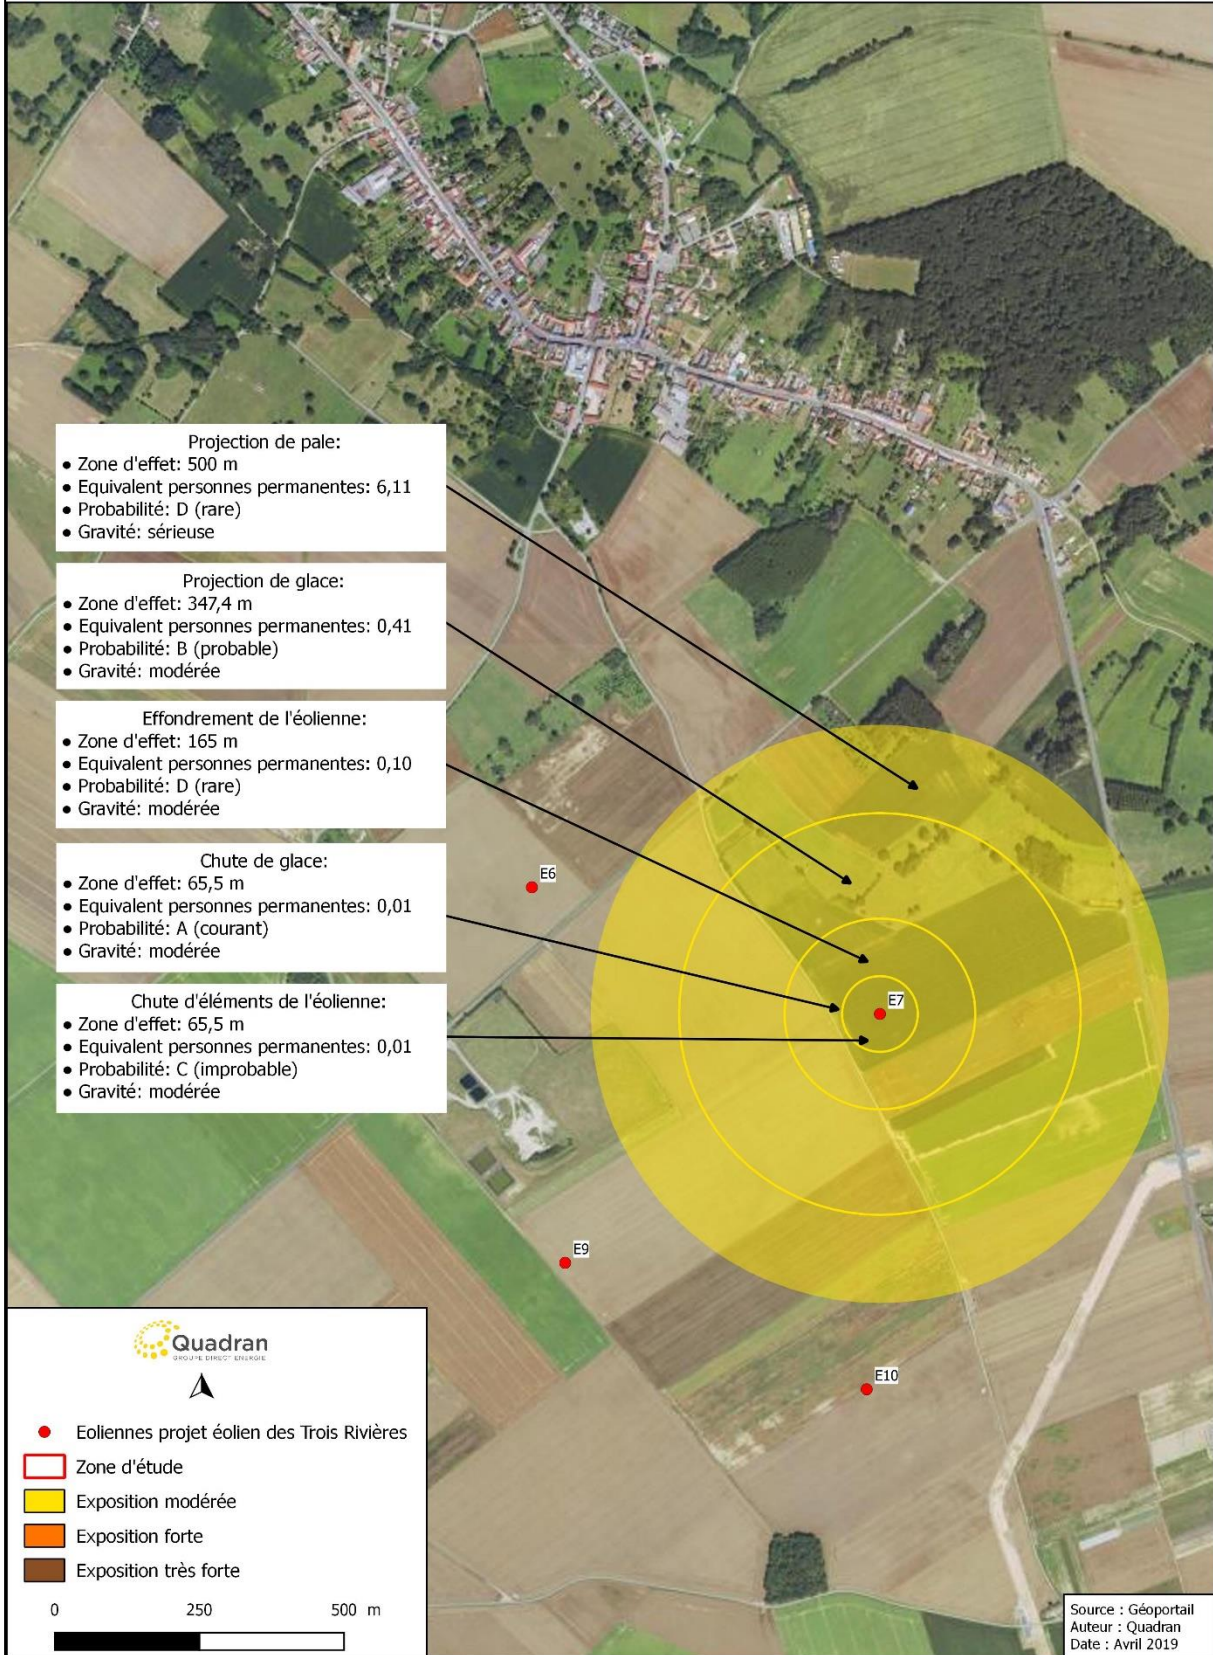 Projection de pale:
• Zone d'effet: 500 m
• Equivalent personnes permanentes: 6,11
• Probabilité: D (rare)
• Gravité: sérieuse
Projection de glace:
• Zone d'effet: 347,4 m
• Equivalent personnes permanentes: 0,41
• Probabilité: B (probable)
• Gravité: modérée
Effondrement de l'éolienne:
• Zone d'effet: 165 m
• Equivalent personnes permanentes: 0,10
• Probabilité: D (rare)
• Gravité: modérée
Chute de glace:
• Zone d'effet: 65,5 m
• Equivalent personnes permanentes: 0,01
• Probabilité: A (courant)
• Gravité: modérée
Chute d'éléments de l'éolienne:
• Zone d'effet: 65,5 m
• Equivalent personnes permanentes: 0,01
• Probabilité: C (improbable)
• Gravité: modérée
E6
E7
E9
E10
Quadran
GROUPE DIRECT ENERGIE
Eoliennes projet éolien des Trois Rivières
Zone d'étude
Exposition modérée
Exposition forte
Exposition très forte
0 250 500 m
Source : Géoportail
Auteur : Quadran
Date : Avril 2019